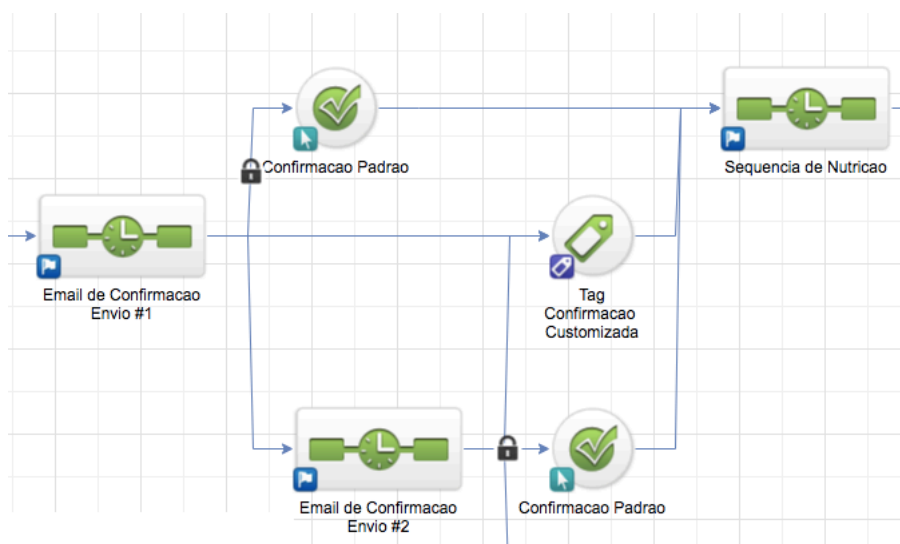 Confirmacao Padrao
Sequencia de Nutricao
Email de Confirmacao
Envio #1
Tag
Confirmacao
Customizada
Email de Confirmacao
Envio #2
Confirmacao Padrao